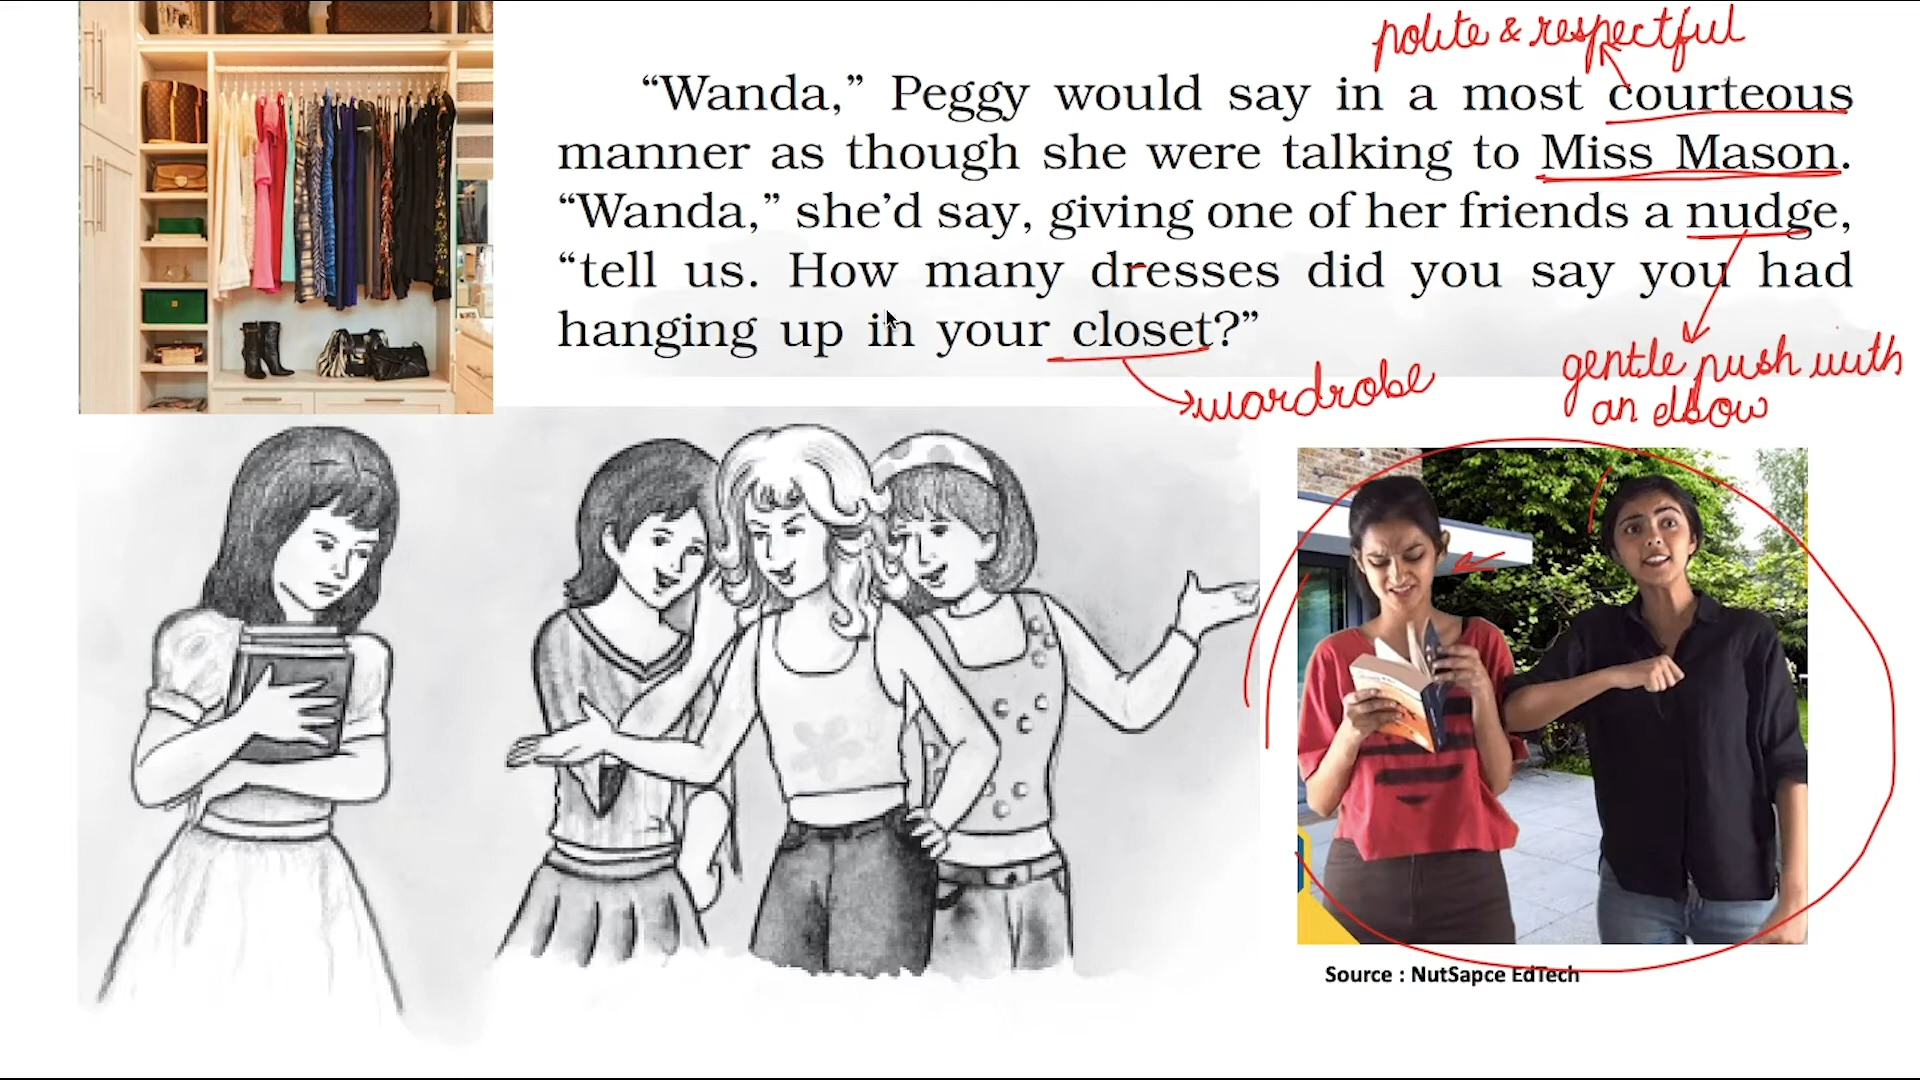 polite & respectful
“Wanda,” Peggy would say in a most courteous
manner as though she were talking to Miss Mason.
“Wanda,” she’d say, giving one of her friends a nudge,
“tell us. How many dresses did you say you had
hanging up in your closet?”
wardrobe
gentle push with
an elbow
Source : NutSapce EdTech